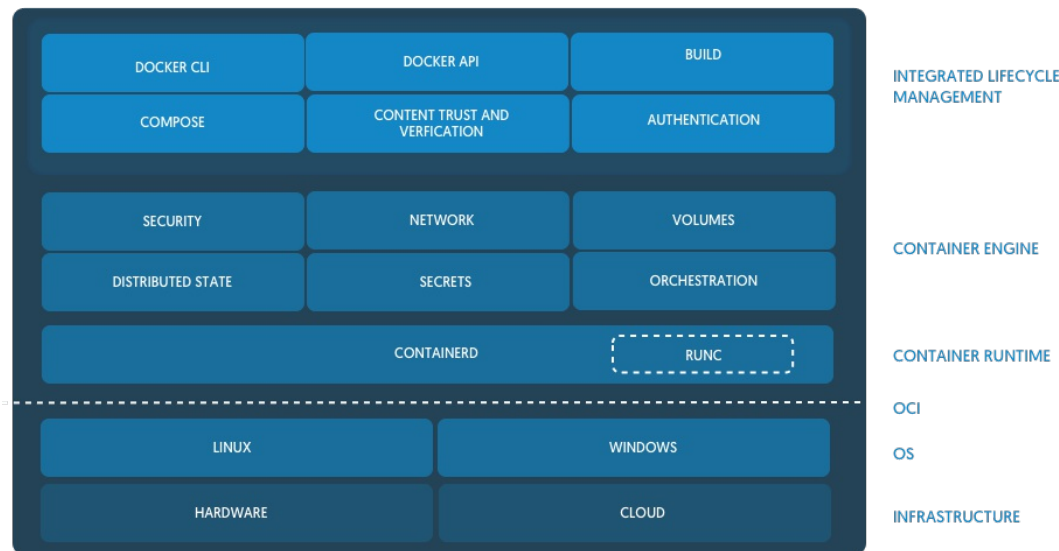 DOCKER CLI
DOCKER API
BUILD
INTEGRATED LIFECYCLE
MANAGEMENT
COMPOSE
CONTENT TRUST AND
VERFICATION
AUTHENTICATION
SECURITY
NETWORK
VOLUMES
CONTAINER ENGINE
DISTRIBUTED STATE
SECRETS
ORCHESTRATION
CONTAINERD
RUNC
CONTAINER RUNTIME
OCI
LINUX
WINDOWS
OS
HARDWARE
CLOUD
INFRASTRUCTURE